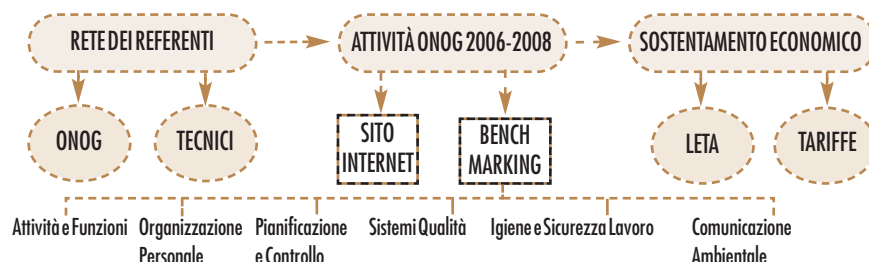 RETE DEI REFERENTI
ATTIVITÀ ONOG 2006-2008
SOSTENTAMENTO ECONOMICO
ONOG
TECNICI
SITO
INTERNET
BENCH
MARKING
LETA
TARIFFE
Attività e Funzioni
Organizzazione
Personale
Pianificazione
e Controllo
Sistemi Qualità
Igiene e Sicurezza Lavoro
Comunicazione
Ambientale